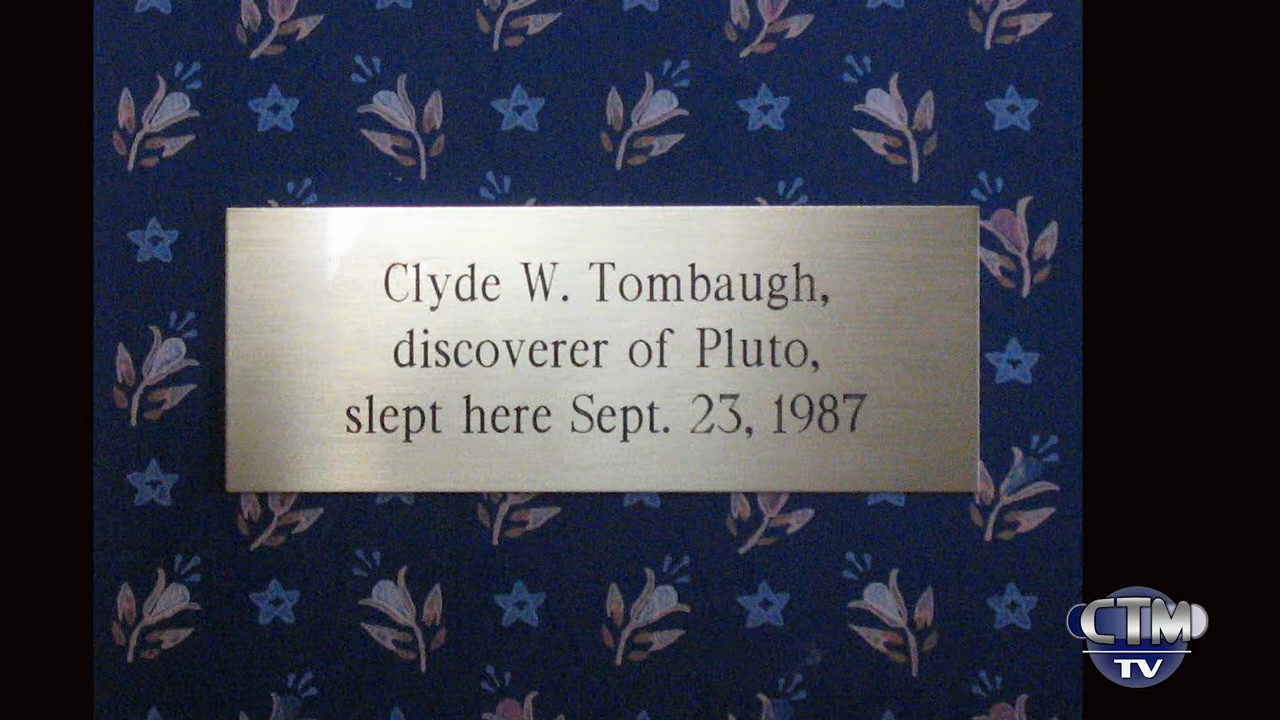 Clyde W. Tombaugh,
discoverer of Pluto,
slept here Sept. 23, 1987
CTM
TV